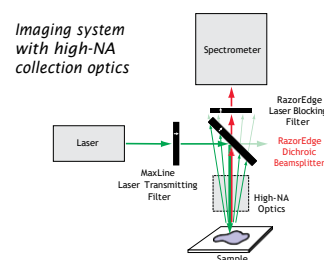 Imaging system
with high-NA
collection optics
Spectrometer
RazorEdge
Laser Blocking
Filter
RazorEdge
Dichroic
Beamsplitter
Laser
MaxLine
Laser Transmitting
Filter
High-NA
Optics
Sample